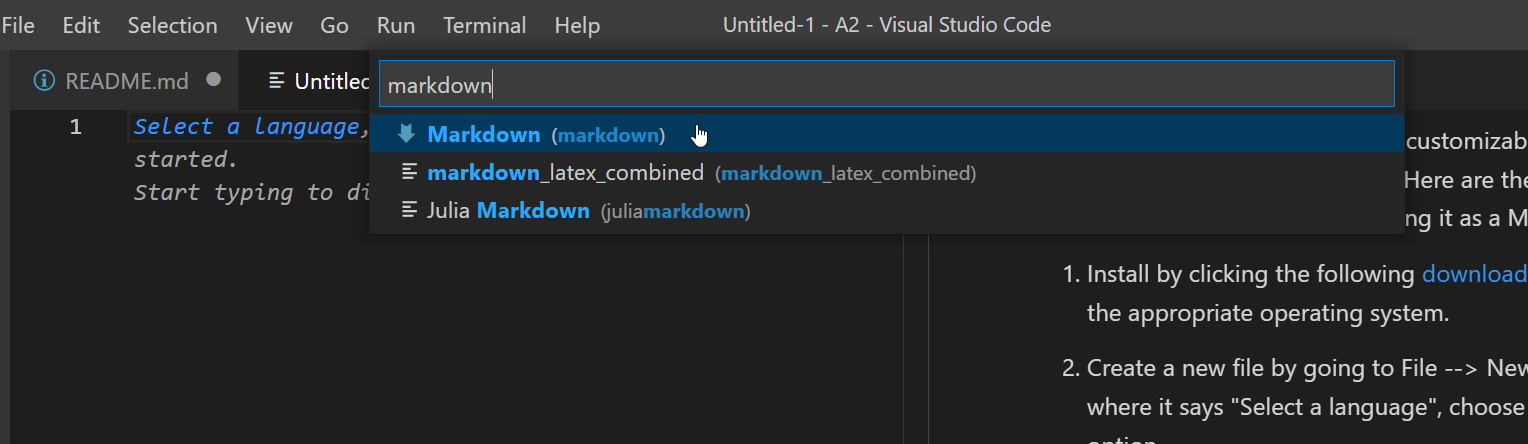 File Edit Selection View Go Run Terminal Help Untitled-1 - A2 - Visual Studio Code
README.md Untitled
markdown
1 Select a language,
started.
Start typing to di
Markdown (markdown)
markdown_latex_combined (markdown_latex_combined)
Julia Markdown (juliamarkdown)
customizab
Here are the
ng it as a M
1. Install by clicking the following download
the appropriate operating system.
2. Create a new file by going to File --> New
where it says "Select a language", choose
option